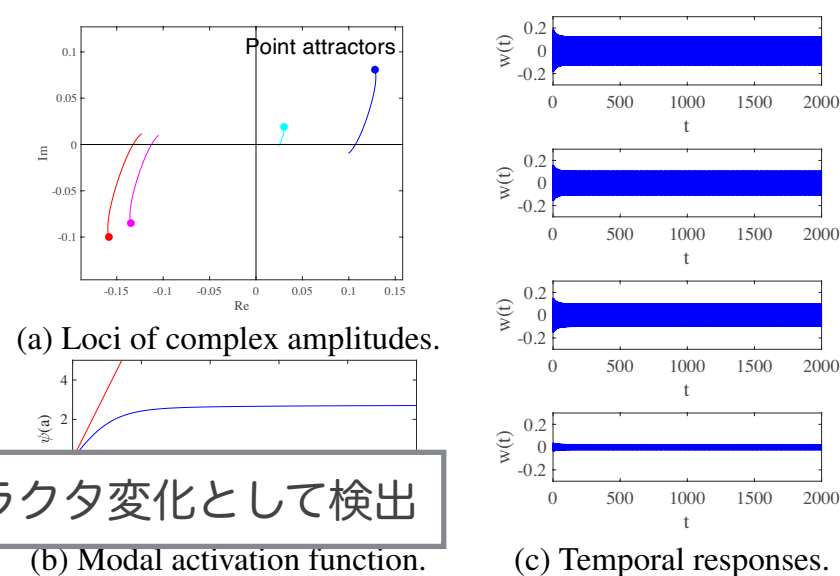 Point attractors
0.1
0.05
0
-0.05
-0.1
Im
-0.15 -0.1 -0.05 0 0.05 0.1 0.15
Re
(a) Loci of complex amplitudes.
4
2
ψ(a)
ラクタ変化として検出
(b) Modal activation function.
0.2
0
-0.2
w(t)
0 500 1000 1500 2000
t
0.2
0
-0.2
w(t)
0 500 1000 1500 2000
t
0.2
0
-0.2
w(t)
0 500 1000 1500 2000
t
0.2
0
-0.2
w(t)
0 500 1000 1500 2000
t
(c) Temporal responses.